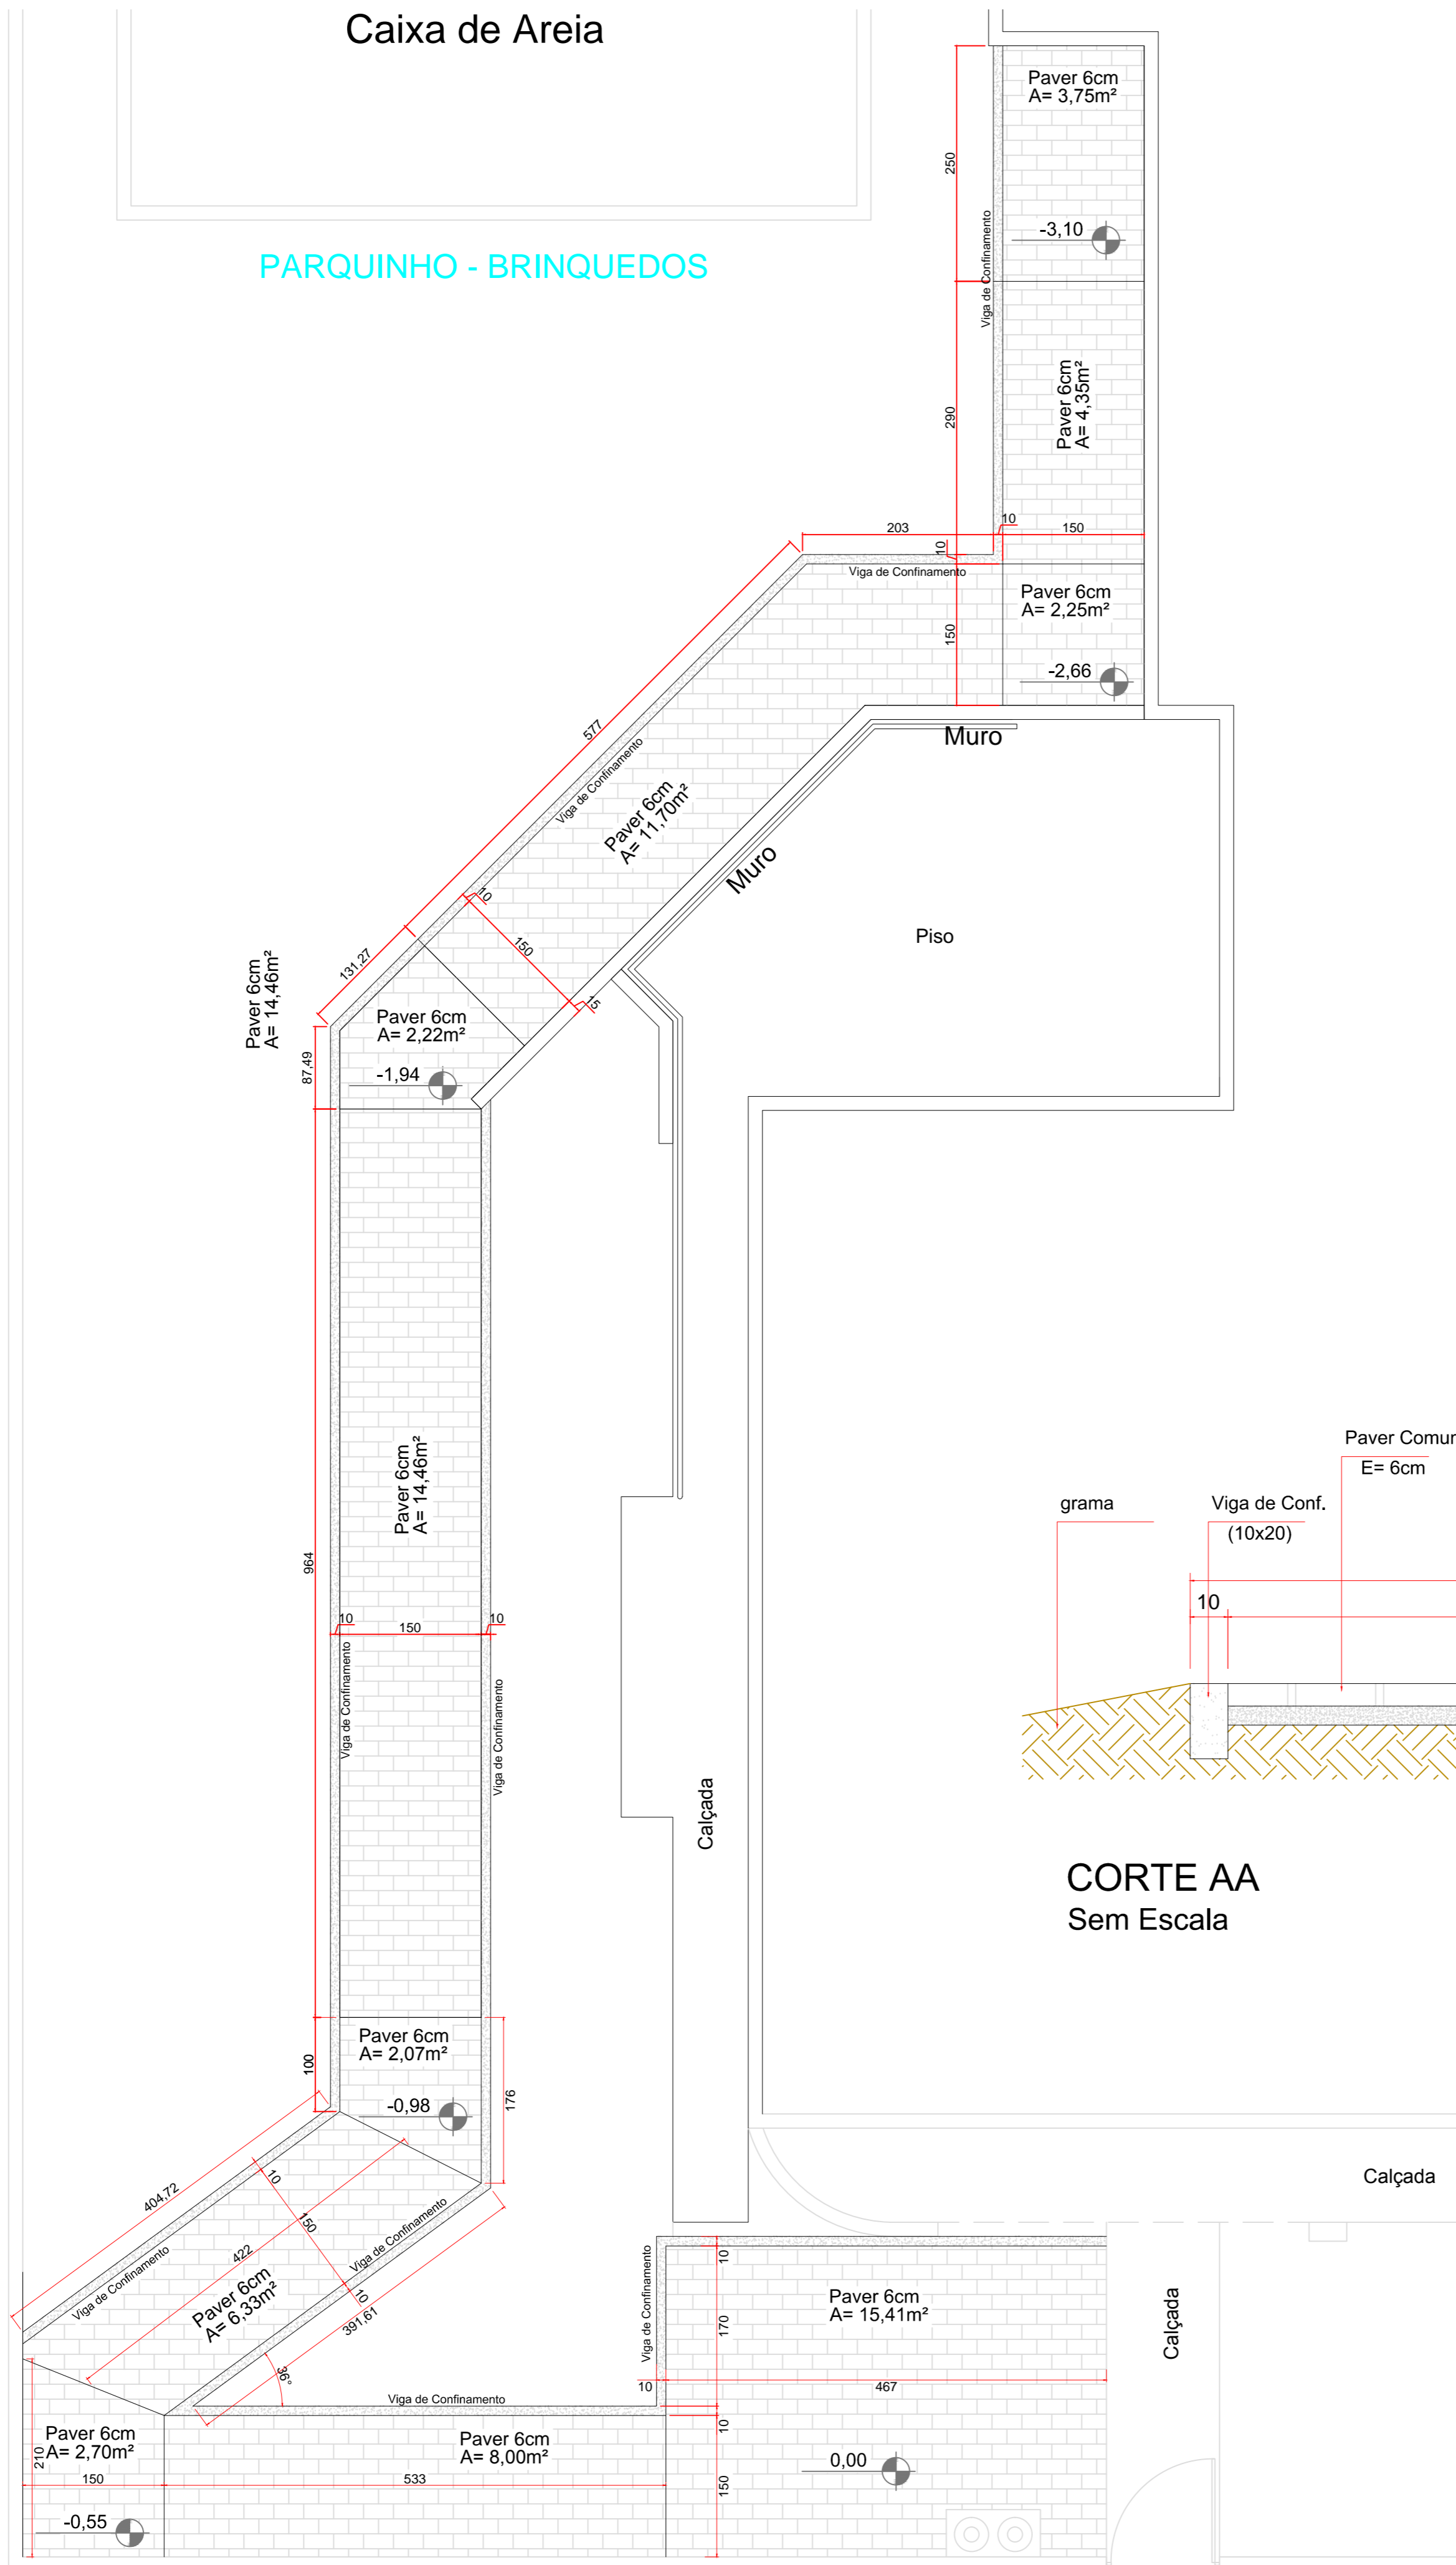 Caixa de Areia
Paver 6cm
A= 3,75m²
250
-3,10
Viga de Confinamento
PARQUINHO - BRINQUEDOS
290
Paver 6cm
A= 4,35m²
203
10
150
10
Viga de Confinamento
Paver 6cm
A= 2,25m²
150
-2,66
Muro
577
Viga de Confinamento
Paver 6cm
A= 11,70m²
Muro
10
150
15
Piso
131,27
Paver 6cm
A= 14,46m²
Paver 6cm
A= 2,22m²
87,49
-1,94
Paver 6cm
A= 14,46m²
964
10
150
10
Viga de Confinamento
Viga de Confinamento
Calçada
Paver Comu
E= 6cm
grama
Viga de Conf.
(10x20)
10
CORTE AA
Sem Escala
Paver 6cm
A= 2,07m²
100
-0,98
176
404,72
10
150
422
Viga de Confinamento
Viga de Confinamento
Paver 6cm
A= 6,33m²
10
391,61
36°
Calçada
Viga de Confinamento
10
Paver 6cm
A= 15,41m²
170
Calçada
10
467
Viga de Confinamento
10
Paver 6cm
A= 2,70m²
210
150
Paver 6cm
A= 8,00m²
533
0,00
150
-0,55